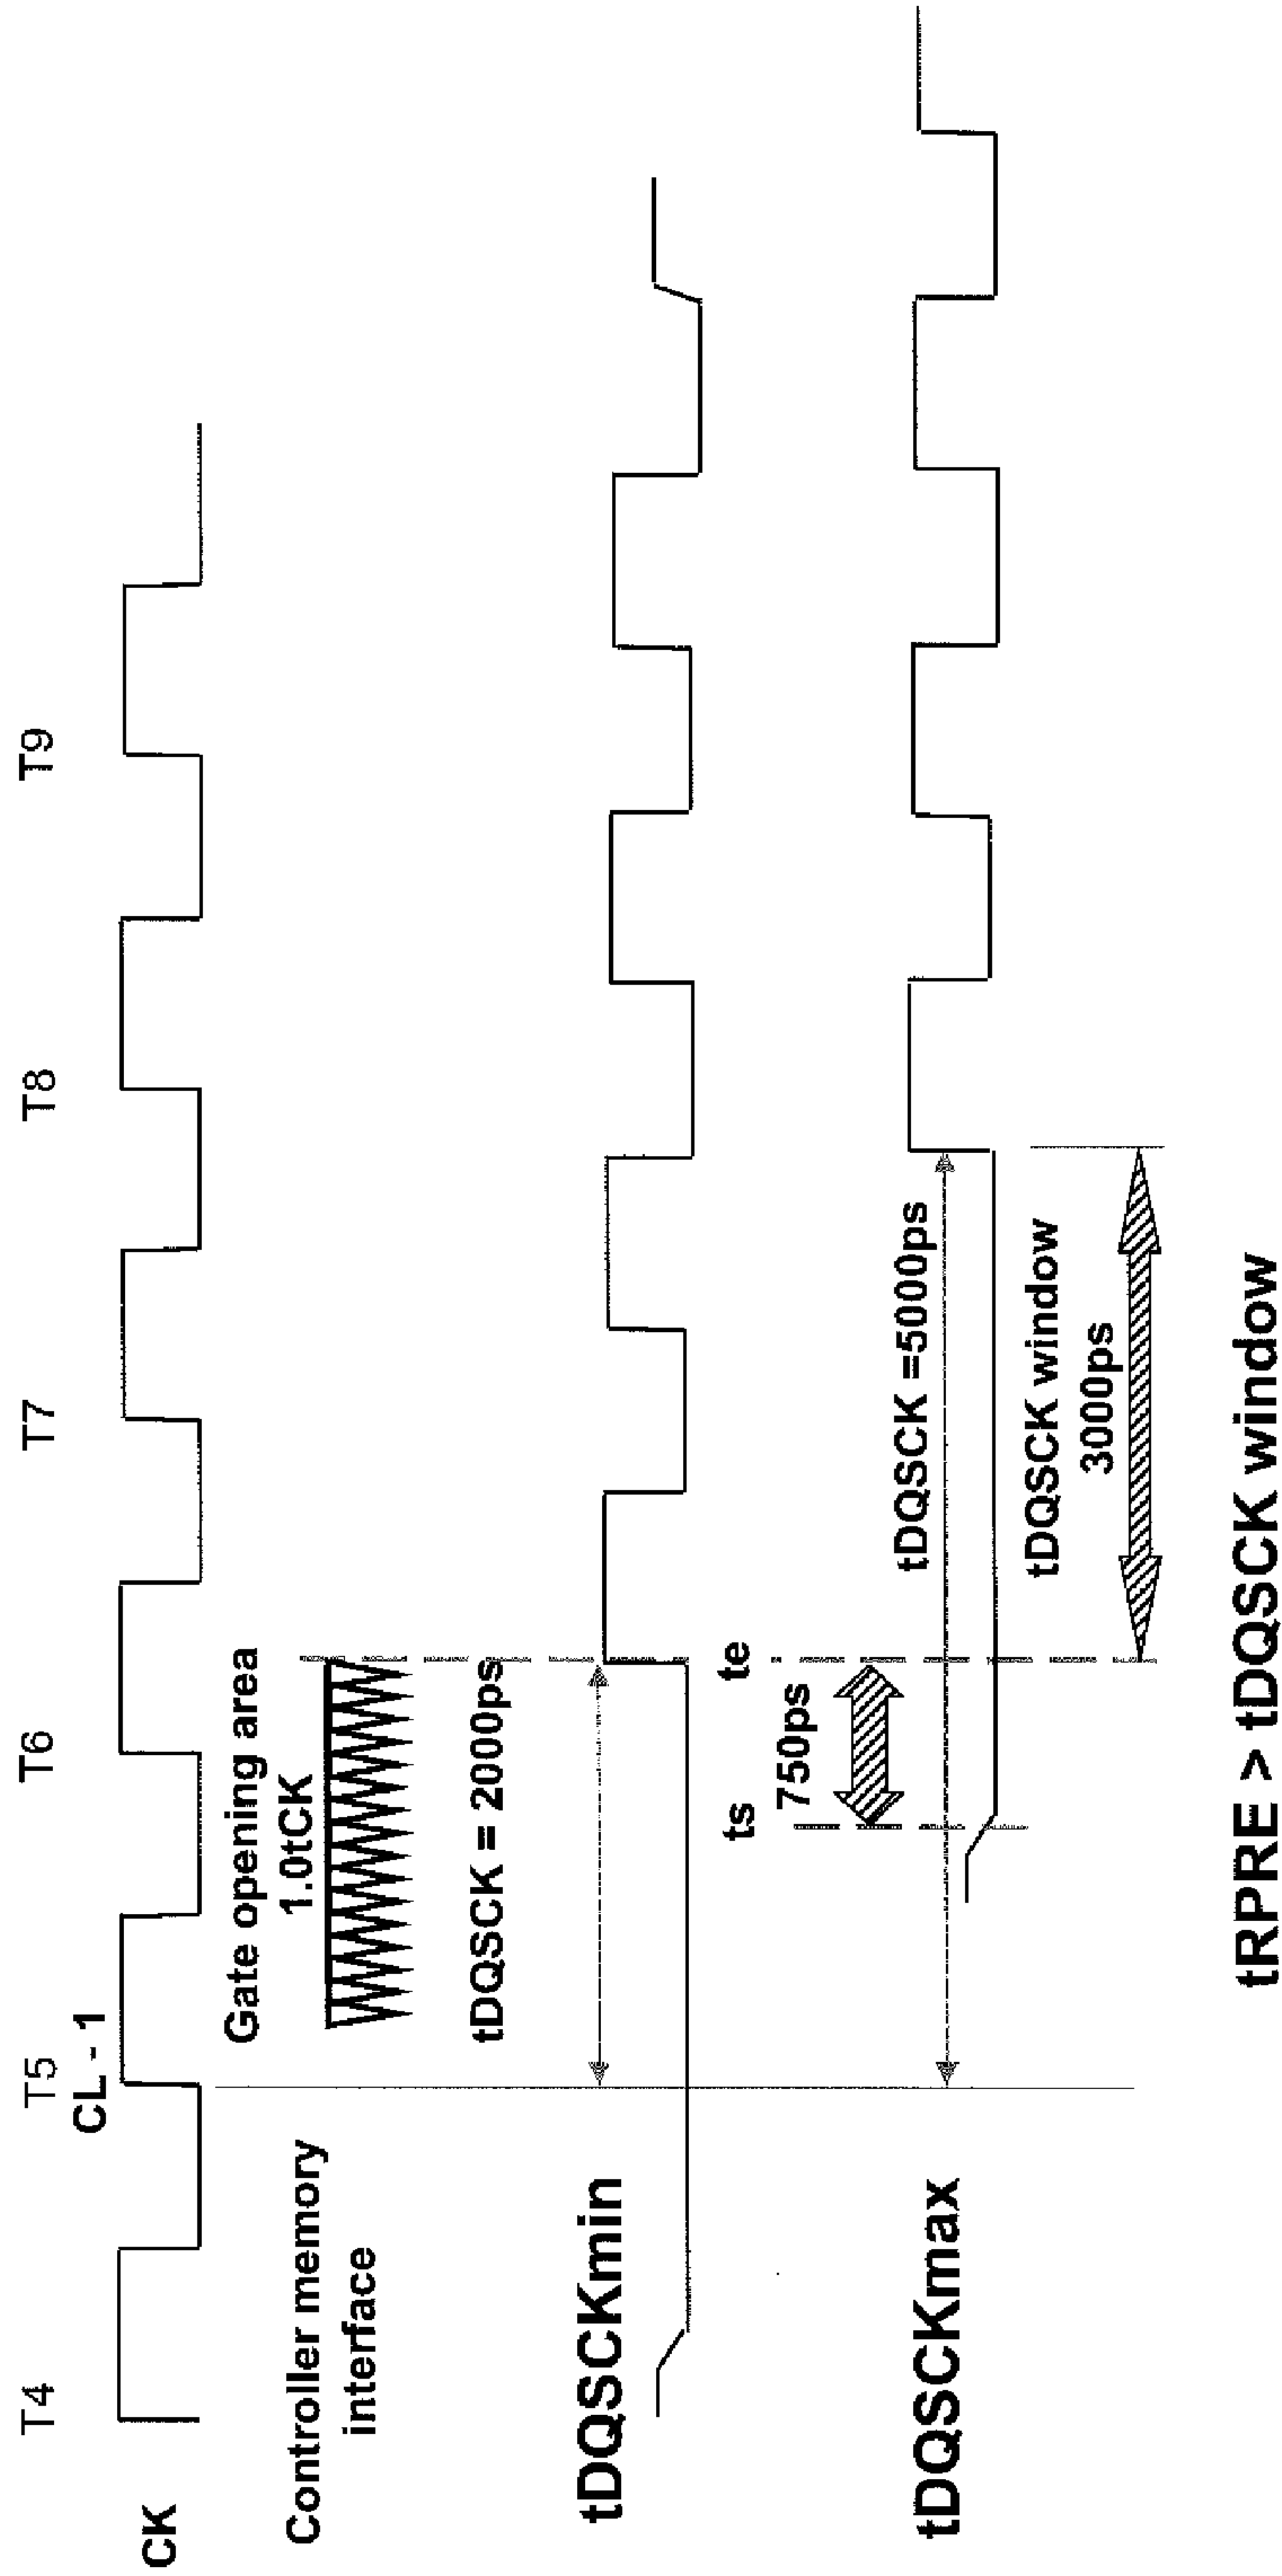 T4
T5
T6
T7
T8
T9
CL - 1
CK
Gate opening area
1.0tCK
Controller memory
interface
tDQSCK = 2000ps
tDQSCKmin
ts
te
750ps
tDQSCK =5000ps
tDQSCKmax
tDQSCK window
3000ps
tRPRE > tDQSCK window